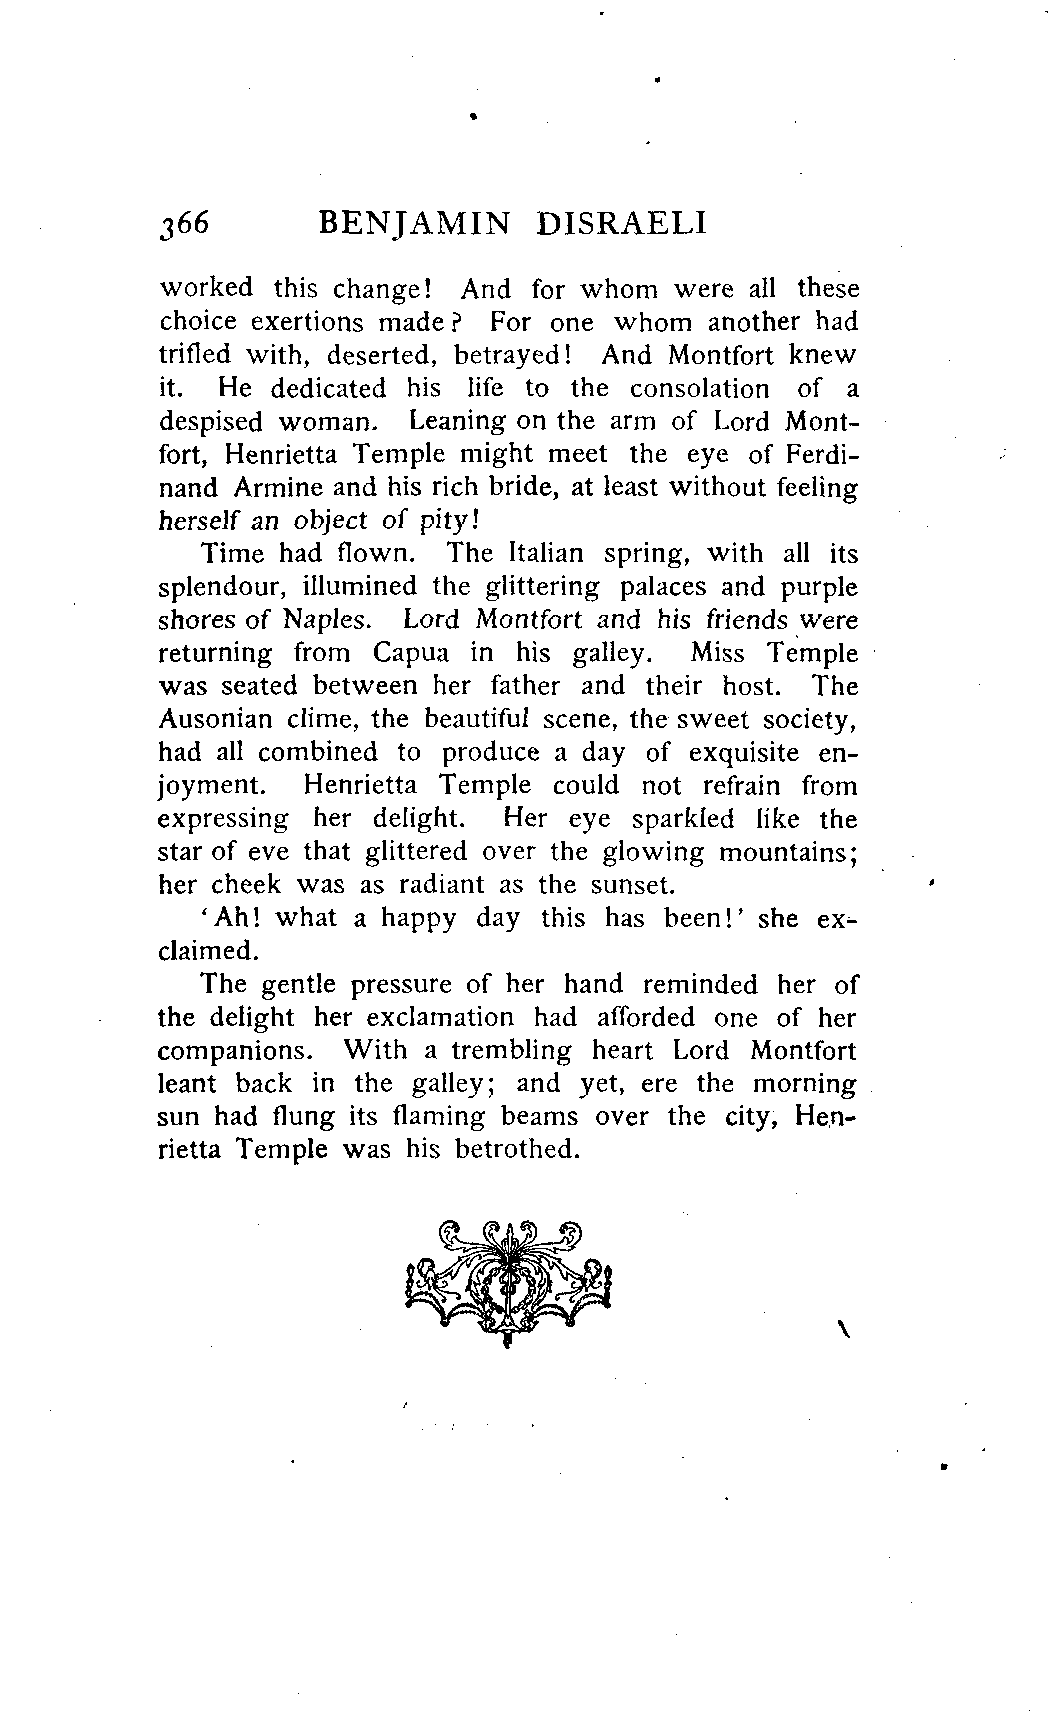 366 BENJAMIN DISRAELI
worked this change! And for whom were all these
choice exertions made? For one whom another had
trifled with, deserted, betrayed! And Montfort knew
it. He dedicated his life to the consolation of a
despised woman. Leaning on the arm of Lord Mont-
fort, Henrietta Temple might meet the eye of Ferdi-
nand Armine and his rich bride, at least without feeling
herself an object of pity!
Time had flown. The Italian spring, with all its
splendour, illumined the glittering palaces and purple
shores of Naples. Lord Montfort and his friends were
returning from Capua in his galley. Miss Temple
was seated between her father and their host. The
Ausonian clime, the beautiful scene, the sweet society,
had all combined to produce a day of exquisite en-
joyment. Henrietta Temple could not refrain from
expressing her delight. Her eye sparkled like the
star of eve that glittered over the glowing mountains;
her cheek was as radiant as the sunset.
‘Ah! what a happy day this has been!’ she ex-
claimed.
The gentle pressure of her hand reminded her of
the delight her exclamation had afforded one of her
companions. With a trembling heart Lord Montfort
leant back in the galley; and yet, ere the morning
sun had flung its flaming beams over the city, Hen-
rietta Temple was his betrothed.